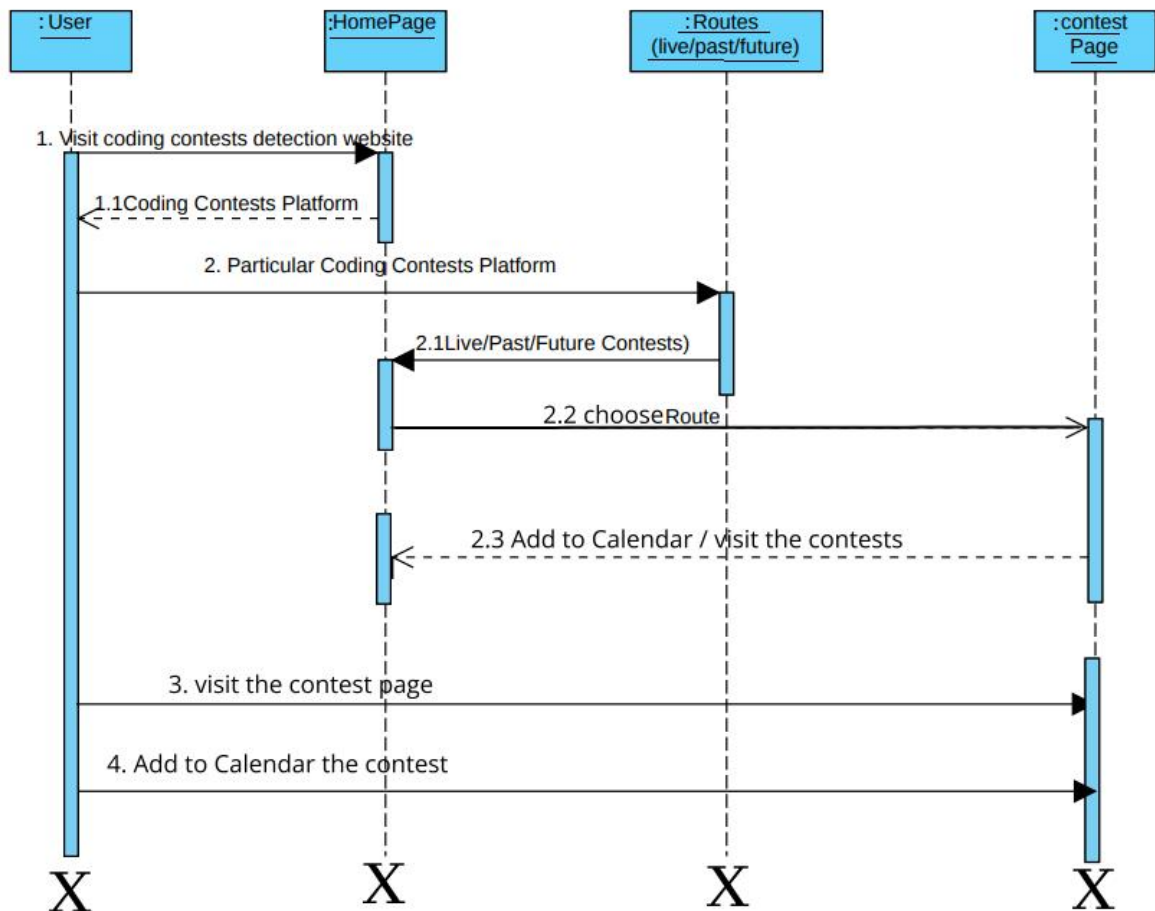 :User
:HomePage
:Routes
(live/past/future)
:contest
Page
1. Visit coding contests detection website
1.1Coding Contests Platform
2. Particular Coding Contests Platform
2.1Live/Past/Future Contests)
2.2 chooseRoute
2.3 Add to Calendar / visit the contests
3. visit the contest page
4. Add to Calendar the contest
X
X
X
X